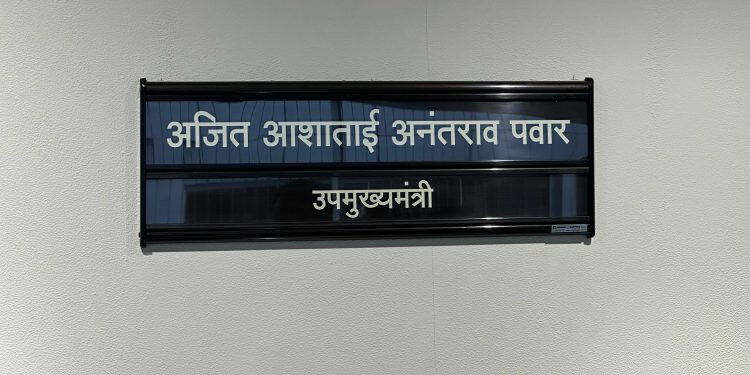 अजित आशाताई अनंतराव पवार
उपमुख्यमंत्री